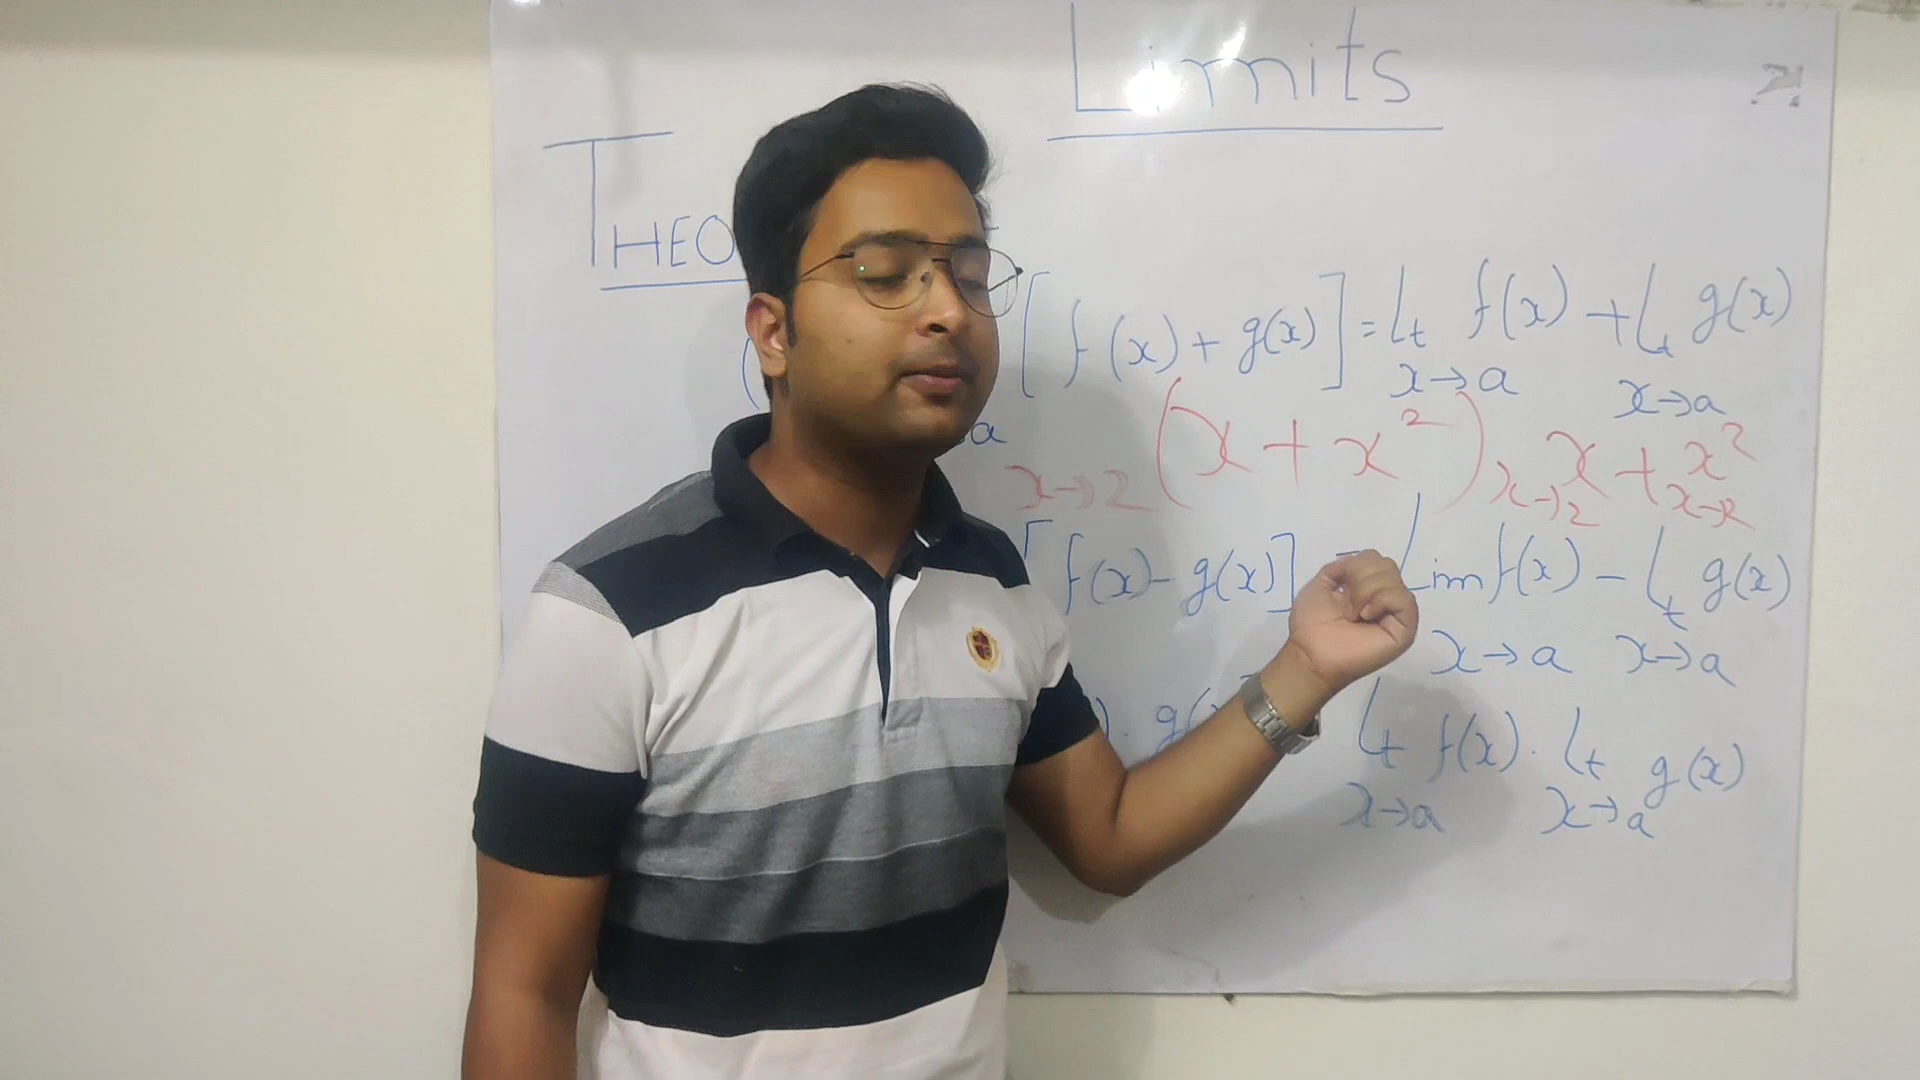 Limits
THEO
[f(x) + g(x)] = Lt f(x) + Lt g(x)
x→a x→a
a
(x + x²) x + x²
x→2 x→2 x→2
[f(x) - g(x)] = Lim f(x) - Lt g(x)
x→a x→a
) . g( Lt f(x) . Lt g(x)
x→a x→a